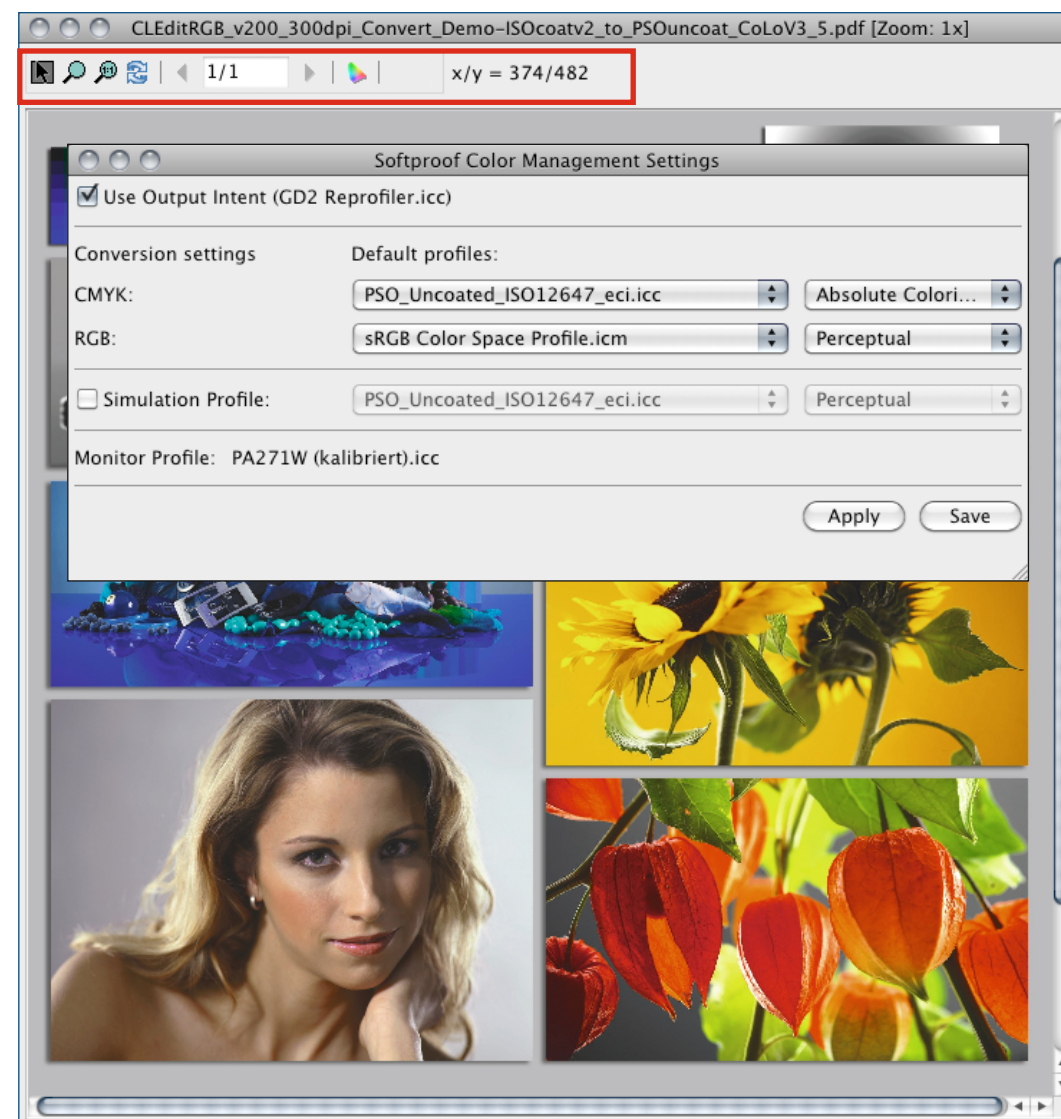 CLEditRGB_v200_300dpi_Convert_Demo-ISOcoatv2_to_PSOuncoat_CoLoV3_5.pdf [Zoom: 1x]
1:1
1/1
x/y = 374/482
Softproof Color Management Settings
Use Output Intent (GD2 Reprofiler.icc)
Conversion settings Default profiles:
CMYK: PSO_Uncoated_ISO12647_eci.icc Absolute Colori...
RGB: sRGB Color Space Profile.icm Perceptual
Simulation Profile: PSO_Uncoated_ISO12647_eci.icc Perceptual
Monitor Profile: PA271W (kalibriert).icc
Apply Save